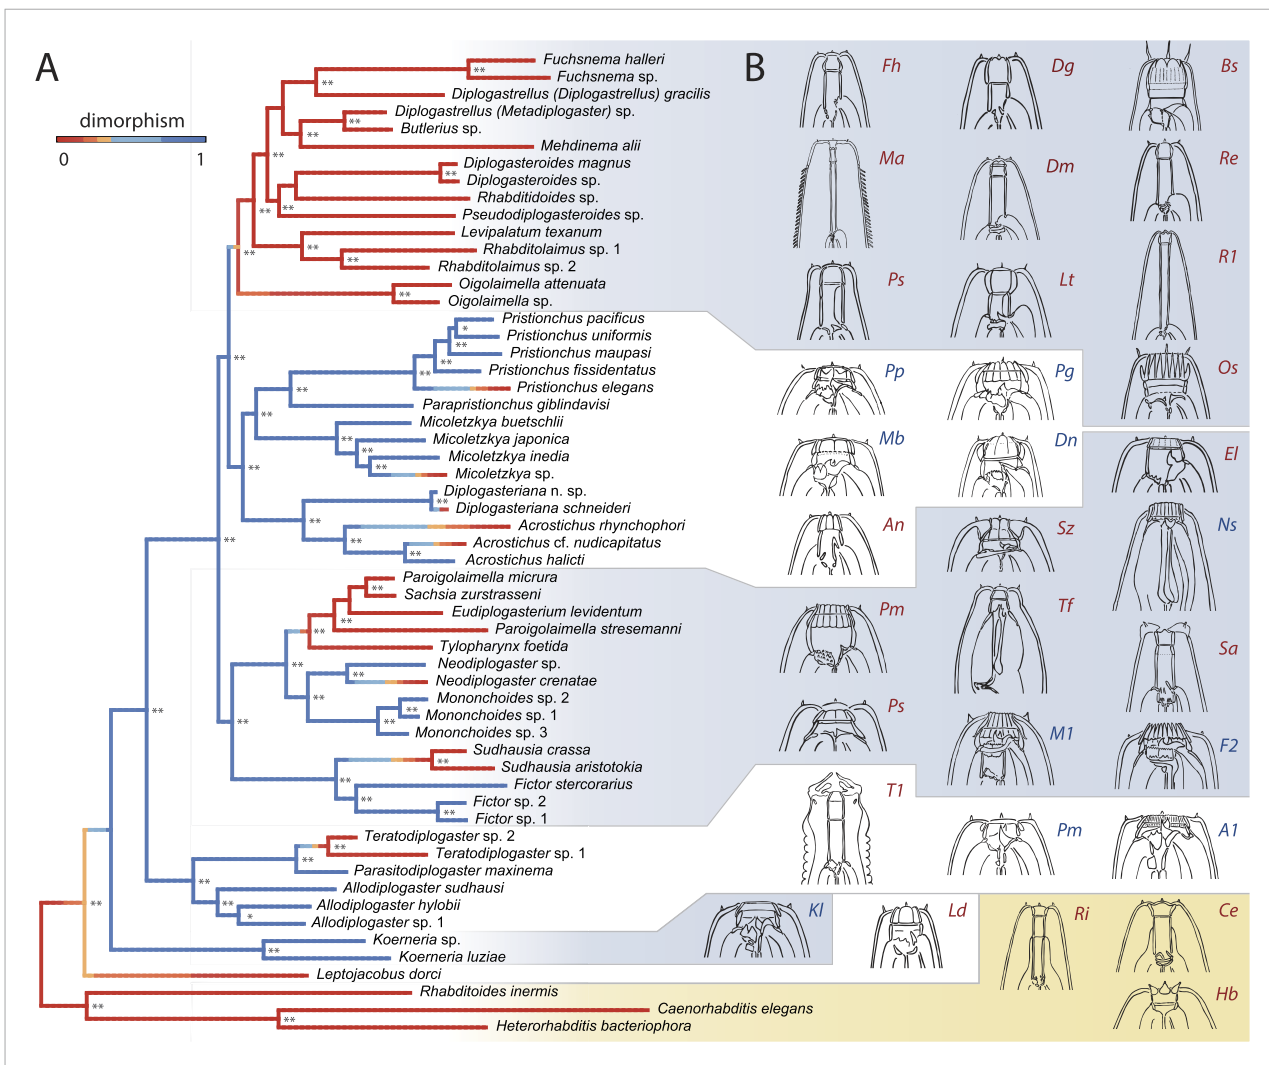 A
dimorphism
0 1
Fuchsnema halleri
Fuchsnema sp.
Diplogastrellus (Diplogastrellus) gracilis
Diplogastrellus (Metadiplogaster) sp.
Butlerius sp.
Mehdinema alii
Diplogasteroides magnus
Diplogasteroides sp.
Rhabditidoides sp.
Pseudodiplogasteroides sp.
Levipalatum texanum
Rhabditolaimus sp. 1
Rhabditolaimus sp. 2
Oigolaimella attenuata
Oigolaimella sp.
Pristionchus pacificus
Pristionchus uniformis
Pristionchus maupasi
Pristionchus fissidentatus
Pristionchus elegans
Parapristionchus giblindavisi
Micoletzkya buetschlii
Micoletzkya japonica
Micoletzkya inedia
Micoletzkya sp.
Diplogasteriana n. sp.
Diplogasteriana schneideri
Acrostichus rhynchophori
Acrostichus cf. nudicapitatus
Acrostichus halicti
Paroigolaimella micrura
Sachsia zurstrasseni
Eudiplogasterium levidentum
Paroigolaimella stresemanni
Tylopharynx foetida
Neodiplogaster sp.
Neodiplogaster crenatae
Mononchoides sp. 2
Mononchoides sp. 1
Mononchoides sp. 3
Sudhausia crassa
Sudhausia aristotokia
Fictor stercorarius
Fictor sp. 2
Fictor sp. 1
Teratodiplogaster sp. 2
Teratodiplogaster sp. 1
Parasitodiplogaster maxinema
Allodiplogaster sudhausi
Allodiplogaster hylobii
Allodiplogaster sp. 1
Koerneria sp.
Koerneria luziae
Leptojacobus dorci
Rhabditoides inermis
Caenorhabditis elegans
Heterorhabditis bacteriophora
B
Fh Dg Bs
Ma Dm Re
Ps Lt R1
Pp Pg Os
Mb Dn El
An Sz Ns
Pm Tf Sa
Ps M1 F2
T1 Pm A1
Kl Ld Ri Ce
Hb